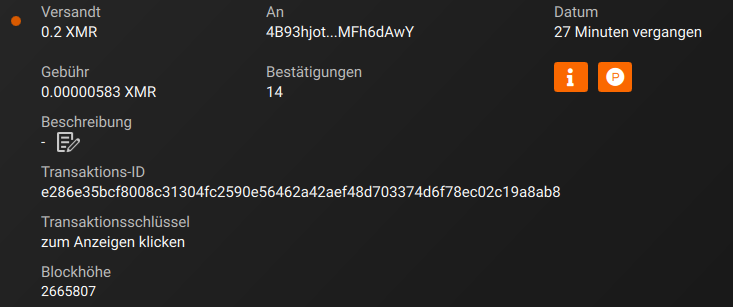 Versandt
0.2 XMR
An
4B93hjot...MFh6dAwY
Datum
27 Minuten vergangen
Gebühr
0.00000583 XMR
Bestätigungen
14
P
Beschreibung
-
Transaktions-ID
e286e35bcf8008c31304fc2590e56462a42aef48d703374d6f78ec02c19a8ab8
Transaktionsschlüssel
zum Anzeigen klicken
Blockhöhe
2665807